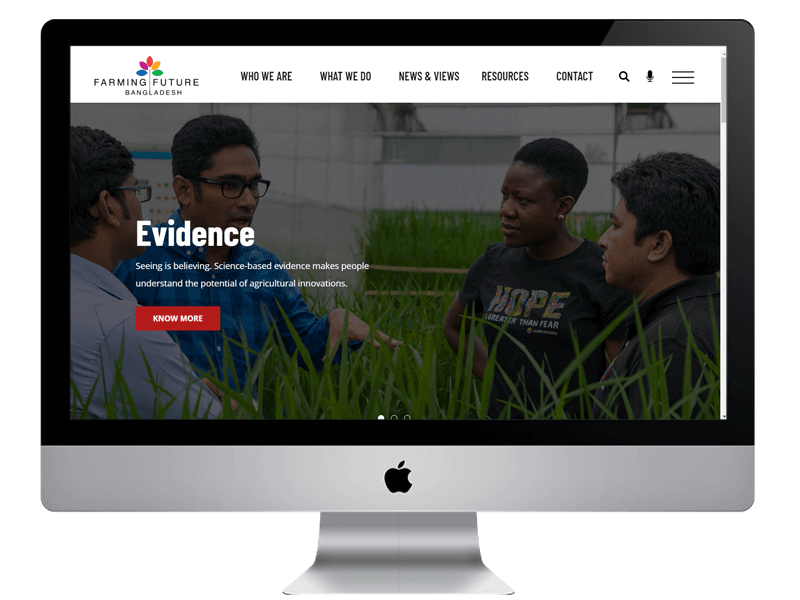 FARMING FUTURE
BANGLADESH
WHO WE ARE
WHAT WE DO
NEWS & VIEWS
RESOURCES
CONTACT
Evidence
Seeing is believing. Science-based evidence makes people
understand the potential of agricultural innovations.
KNOW MORE
HOPE
IS GREATER THAN FEAR